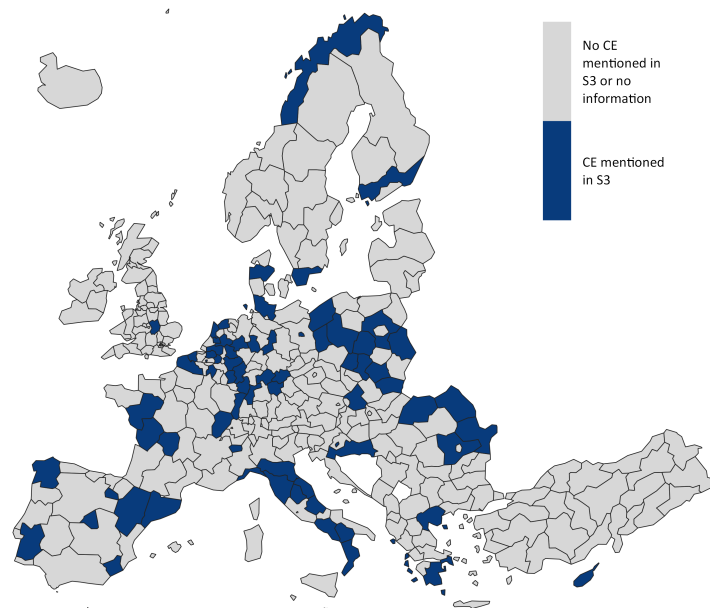 No CE
mentioned in
S3 or no
information
CE mentioned
in S3